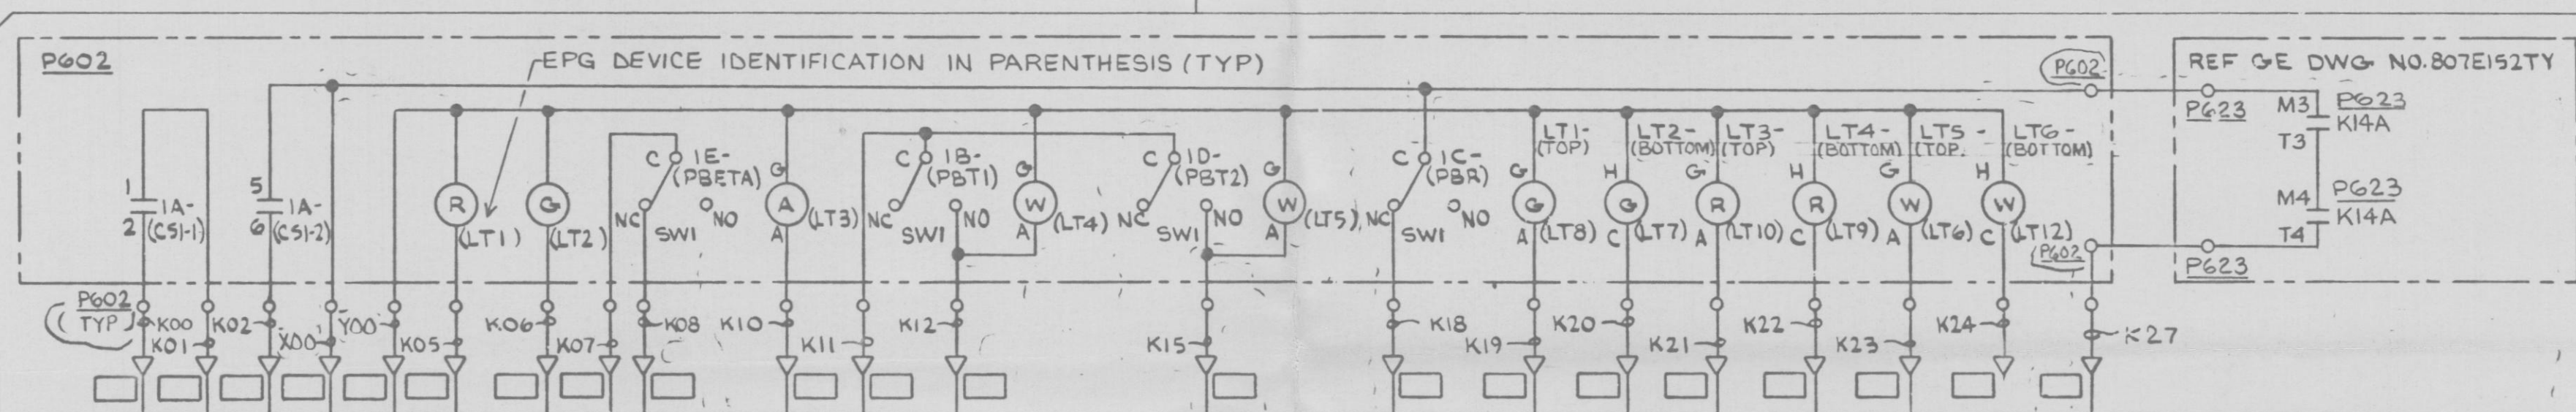 P602
EPG DEVICE IDENTIFICATION IN PARENTHESIS (TYP)
P602
REF GE DWG NO. 807E152TY
P623
M3 P623
K14A
T3
M4 P623
K14A
T4
P623
P602
1
2
1A-
(CS1-1)
5
6
1A-
(CS1-2)
R
(LT1)
G
(LT2)
C 1E-
(PBETA)
NC
NO
SW1
G
A
A
(LT3)
C 1B-
(PBT1)
NC
NO
SW1
G
W
A
(LT4)
C 1D-
(PBT2)
NC
NO
SW1
G
W
A
(LT5)
C 1C-
(PBR)
NC
NO
SW1
LT1-
(TOP)
G
G
A
(LT8)
LT2-
(BOTTOM)
H
G
C
(LT7)
LT3-
(TOP)
G
R
A
(LT10)
LT4-
(BOTTOM)
H
R
C
(LT9)
LT5-
(TOP.
G
W
A
(LT6)
LT6-
(BOTTOM)
H
W
C
(LT12)
P602
(TYP)
K00
K01
K02
X00
Y00
K05
K06
K07
K08
K10
K11
K12
K15
K18
K19
K20
K21
K22
K23
K24
K27